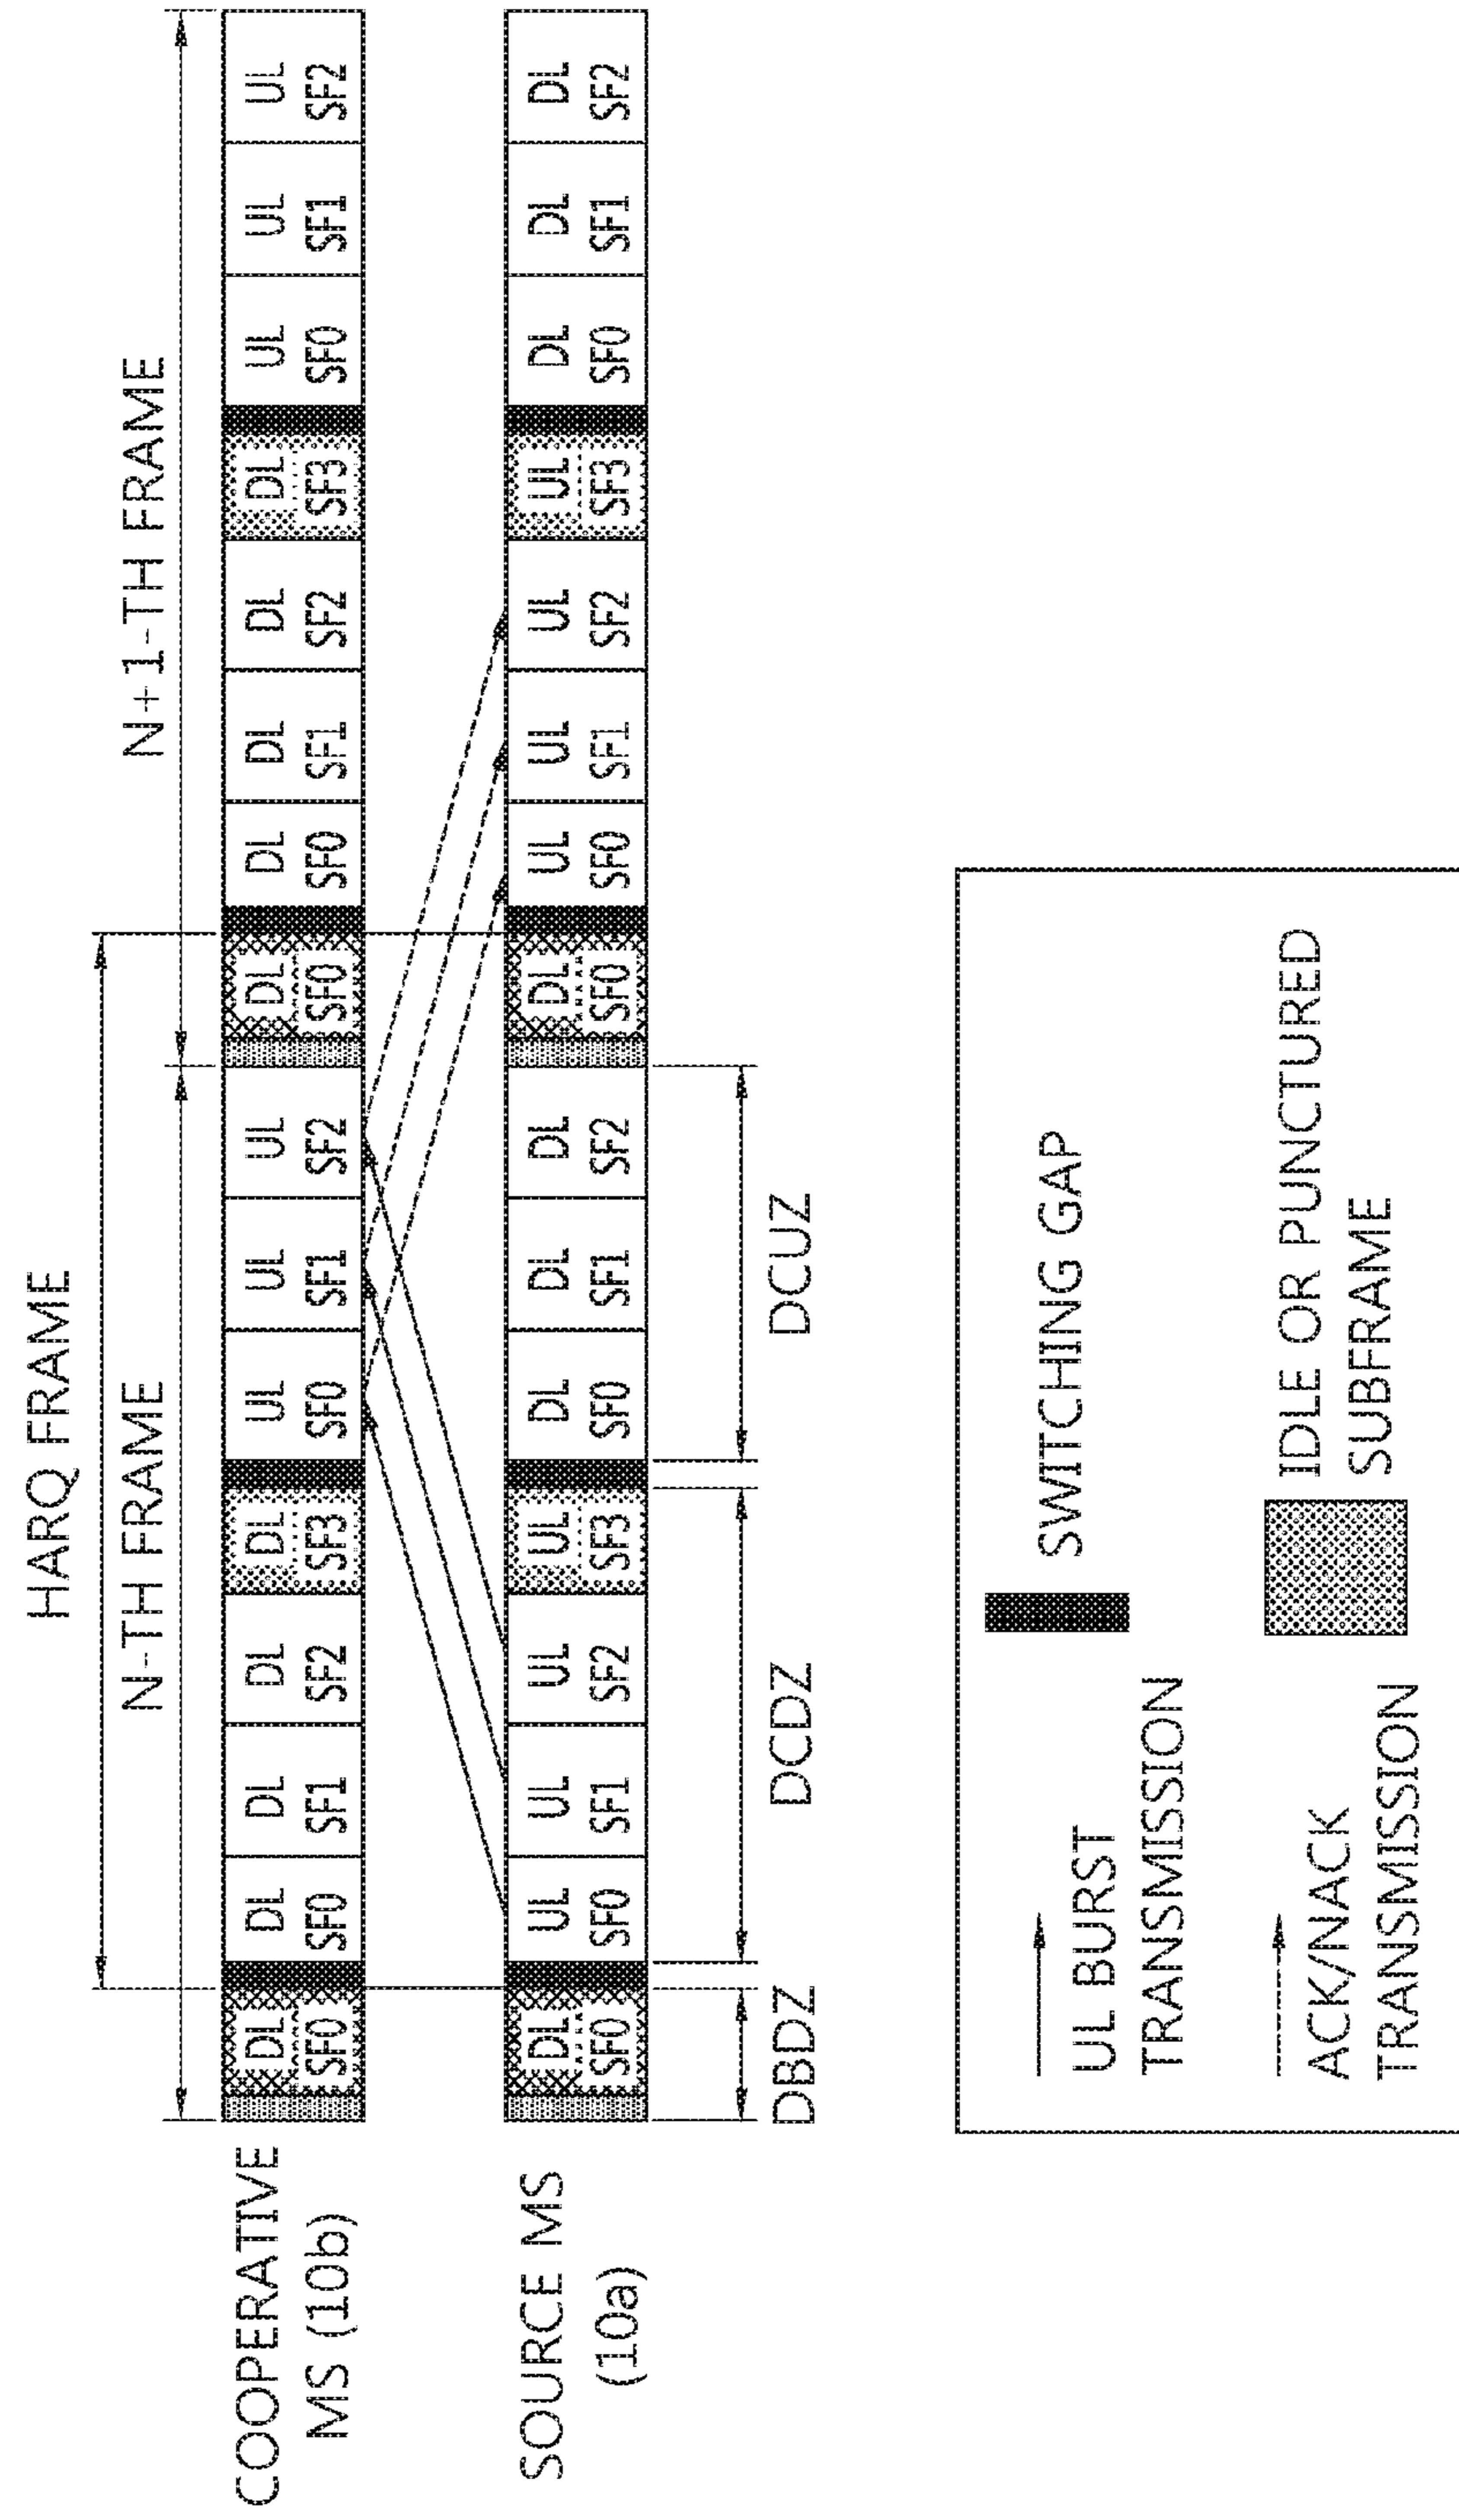 HARQ FRAME
N-TH FRAME
N+1-TH FRAME
COOPERATIVE
MS (10b)
DL DL DL DL DL UL UL UL DL DL DL DL DL UL UL UL
SF0 SF0 SF1 SF2 SF3 SF0 SF1 SF2 SF0 SF0 SF1 SF2 SF3 SF0 SF1 SF2
SOURCE MS
(10a)
DL UL UL UL UL DL DL DL DL UL UL UL UL DL DL DL
SF0 SF0 SF1 SF2 SF3 SF0 SF1 SF2 SF0 SF0 SF1 SF2 SF3 SF0 SF1 SF2
DBDZ
DCDZ
DCUZ
UL BURST
TRANSMISSION
SWITCHING GAP
ACK/NACK
TRANSMISSION
IDLE OR PUNCTURED
SUBFRAME